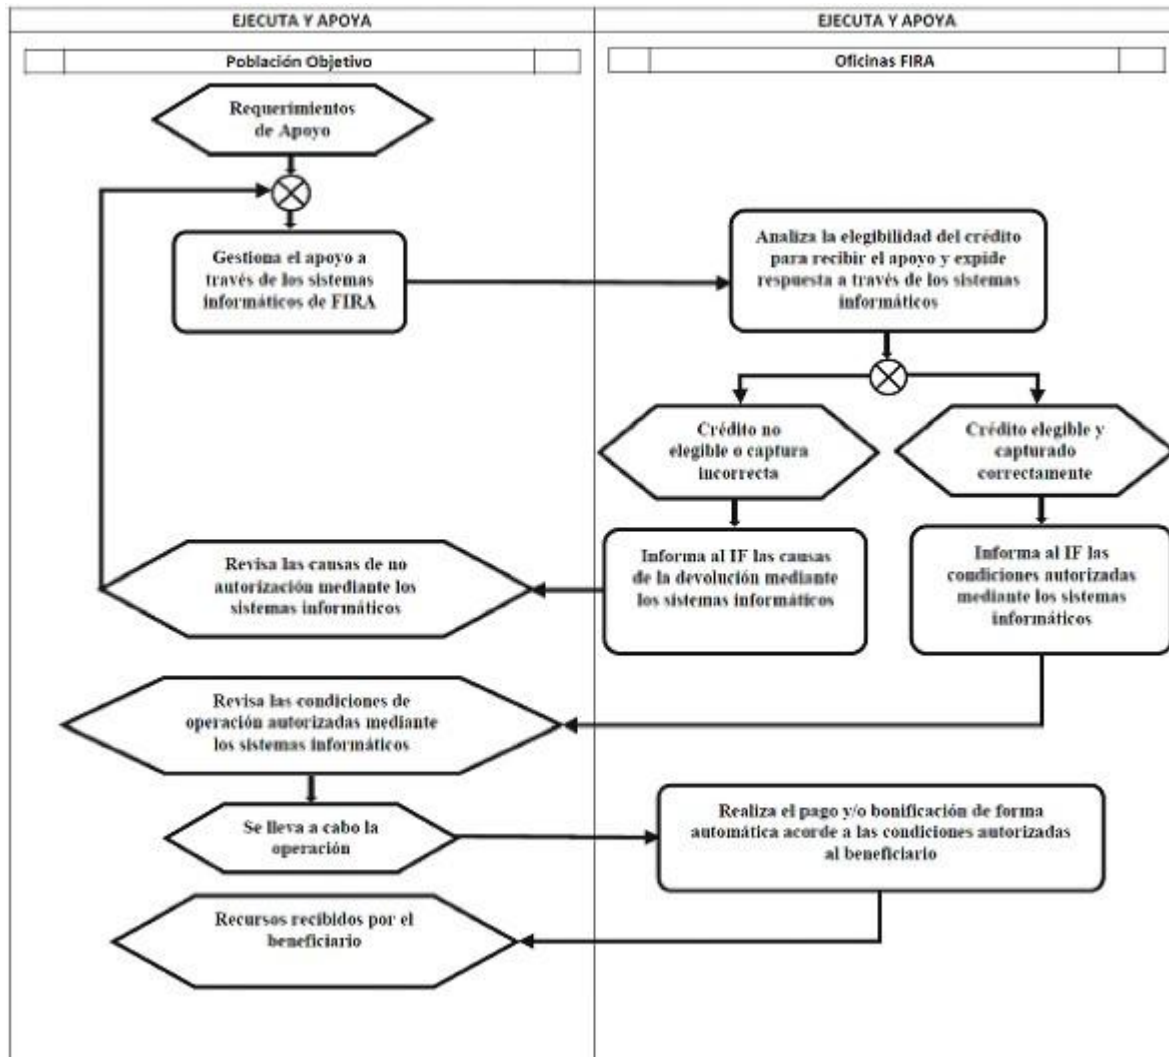 EJECUTA Y APOYA
EJECUTA Y APOYA
Población Objetivo
Oficinas FIRA
Requerimientos
de Apoyo
Gestiona el apoyo a
través de los sistemas
informáticos de FIRA
Analiza la elegibilidad del crédito
para recibir el apoyo y expide
respuesta a través de los sistemas
informáticos
Crédito no
elegible o captura
incorrecta
Crédito elegible y
capturado
correctamente
Informa al IF las causas
de la devolución mediante
los sistemas informáticos
Informa al IF las
condiciones autorizadas
mediante los sistemas
informáticos
Revisa las causas de no
autorización mediante los
sistemas informáticos
Revisa las condiciones de
operación autorizadas mediante
los sistemas informáticos
Se lleva a cabo la
operación
Realiza el pago y/o bonificación de forma
automática acorde a las condiciones autorizadas
al beneficiario
Recursos recibidos por el
beneficiario